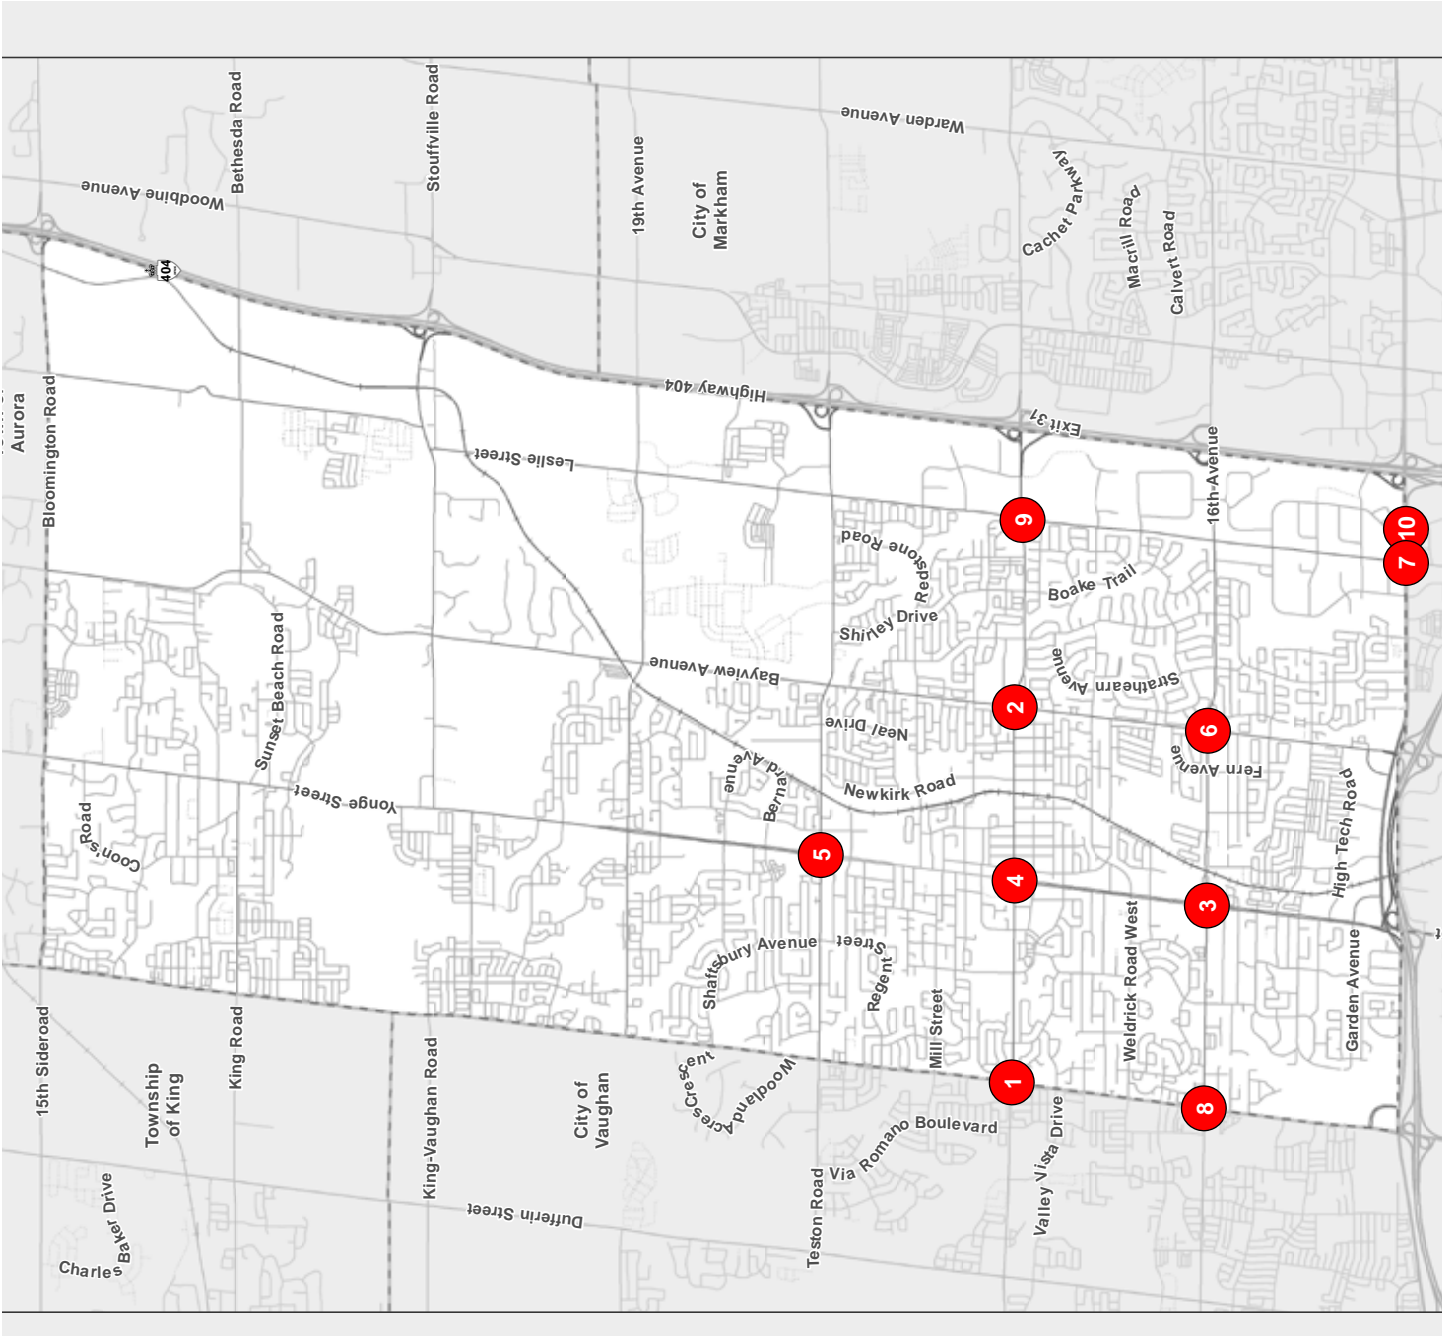 Aurora
Bloomington Road
15th Sideroad
Woodbine Avenue
404
Bethesda Road
Stouffville Road
19th Avenue
City of
Markham
Warden Avenue
Cachet Parkway
Macrill Road
Calvert Road
Highway 404
Exit 31
16th Avenue
Leslie Street
Redstone Road
Shirley Drive
Boake Trail
Strathearn Avenue
Bayview Avenue
Neal Drive
Bernard Avenue
Newkirk Road
Fern Avenue
High Tech Road
Sunset Beach Road
Yonge Street
Coon's Road
Shaftsbury Avenue
Regent Street
Mill Street
Weldrick Road West
Garden Avenue
King Road
Township
of King
King-Vaughan Road
City of
Vaughan
Woodland Acres Crescent
Teston Road
Via Romano Boulevard
Valley Vista Drive
Dufferin Street
Charles Baker Drive
1
2
3
4
5
6
7
8
9
10